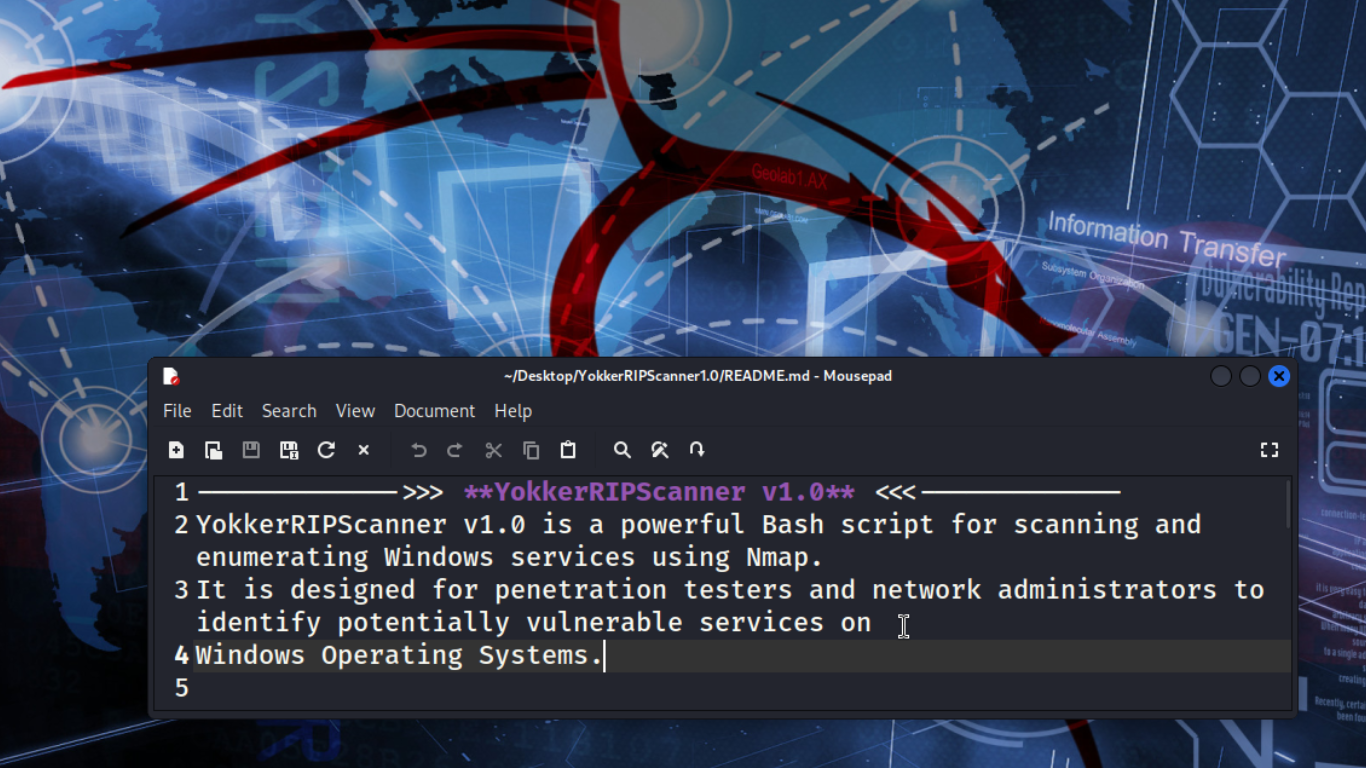 Geolab1.AX
Information Transfer
Subsystem Organization
Vulnerability Rep
GEN-07:1
~/Desktop/YokkerRIPScanner1.0/README.md - Mousepad
File Edit Search View Document Help
1 ———————————>>> **YokkerRIPScanner v1.0** <<<———————————
2 YokkerRIPScanner v1.0 is a powerful Bash script for scanning and
enumerating Windows services using Nmap.
3 It is designed for penetration testers and network administrators to
identify potentially vulnerable services on
4 Windows Operating Systems.
5